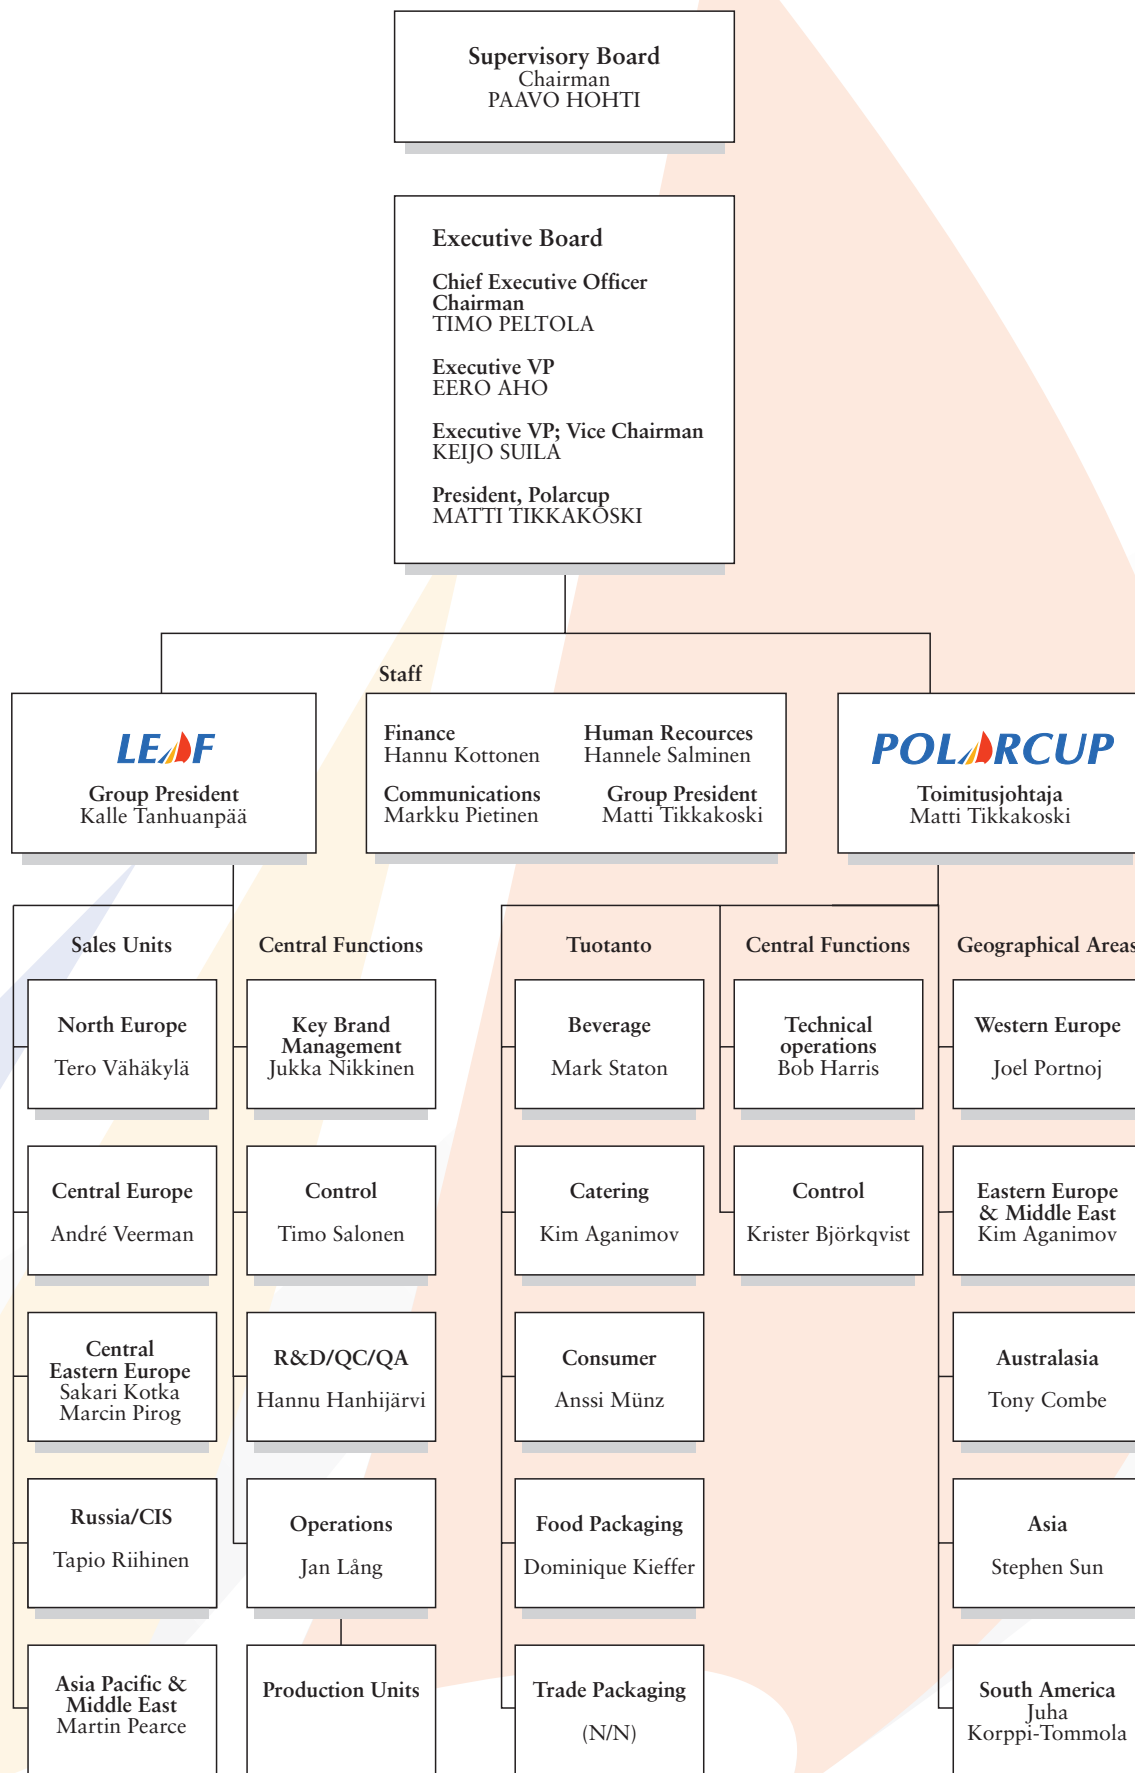 Supervisory Board
Chairman
PAAVO HOHTI
Executive Board
Chief Executive Officer
Chairman
TIMO PELTOLA
Executive VP
EERO AHO
Executive VP; Vice Chairman
KEIJO SUILA
President, Polarcup
MATTI TIKKAKOSKI
Staff
LEAF
Group President
Kalle Tanhuanpää
Finance
Hannu Kottonen
Human Recources
Hannele Salminen
Communications
Markku Pietinen
Group President
Matti Tikkakoski
POLARCUP
Toimitusjohtaja
Matti Tikkakoski
Sales Units
North Europe
Tero Vähäkylä
Central Europe
André Veerman
Central
Eastern Europe
Sakari Kotka
Marcin Pirog
Russia/CIS
Tapio Riihinen
Asia Pacific &
Middle East
Martin Pearce
Central Functions
Key Brand
Management
Jukka Nikkinen
Control
Timo Salonen
R&D/QC/QA
Hannu Hanhijärvi
Operations
Jan Lång
Production Units
Tuotanto
Beverage
Mark Staton
Catering
Kim Aganimov
Consumer
Anssi Münz
Food Packaging
Dominique Kieffer
Trade Packaging
(N/N)
Central Functions
Technical
operations
Bob Harris
Control
Krister Björkqvist
Geographical Areas
Western Europe
Joel Portnoj
Eastern Europe
& Middle East
Kim Aganimov
Australasia
Tony Combe
Asia
Stephen Sun
South America
Juha
Korppi-Tommola